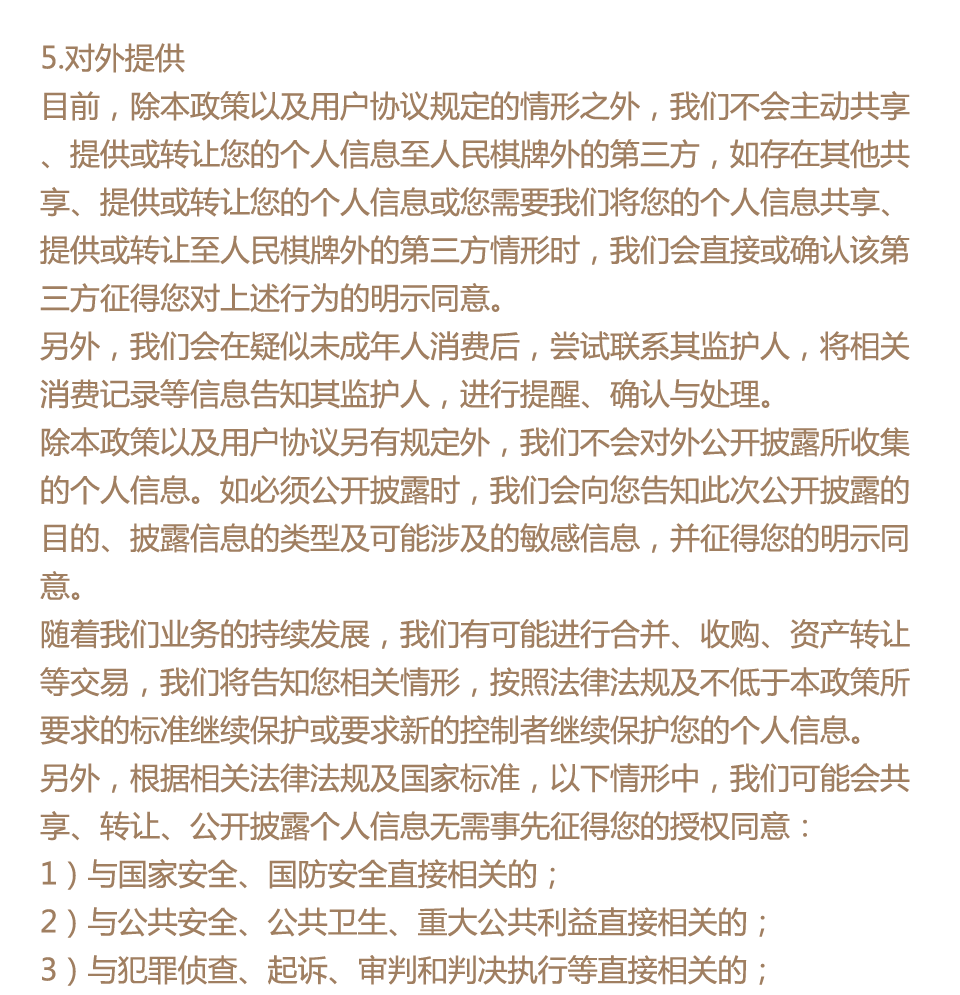 5.对外提供
目前，除本政策以及用户协议规定的情形之外，我们不会主动共享
、提供或转让您的个人信息至人民棋牌外的第三方，如存在其他共
享、提供或转让您的个人信息或您需要我们将您的个人信息共享、
提供或转让至人民棋牌外的第三方情形时，我们会直接或确认该第
三方征得您对上述行为的明示同意。
另外，我们会在疑似未成年人消费后，尝试联系其监护人，将相关
消费记录等信息告知其监护人，进行提醒、确认与处理。
除本政策以及用户协议另有规定外，我们不会对外公开披露所收集
的个人信息。如必须公开披露时，我们会向您告知此次公开披露的
目的、披露信息的类型及可能涉及的敏感信息，并征得您的明示同
意。
随着我们业务的持续发展，我们有可能进行合并、收购、资产转让
等交易，我们将告知您相关情形，按照法律法规及不低于本政策所
要求的标准继续保护或要求新的控制者继续保护您的个人信息。
另外，根据相关法律法规及国家标准，以下情形中，我们可能会共
享、转让、公开披露个人信息无需事先征得您的授权同意：
1）与国家安全、国防安全直接相关的；
2）与公共安全、公共卫生、重大公共利益直接相关的；
3）与犯罪侦查、起诉、审判和判决执行等直接相关的；